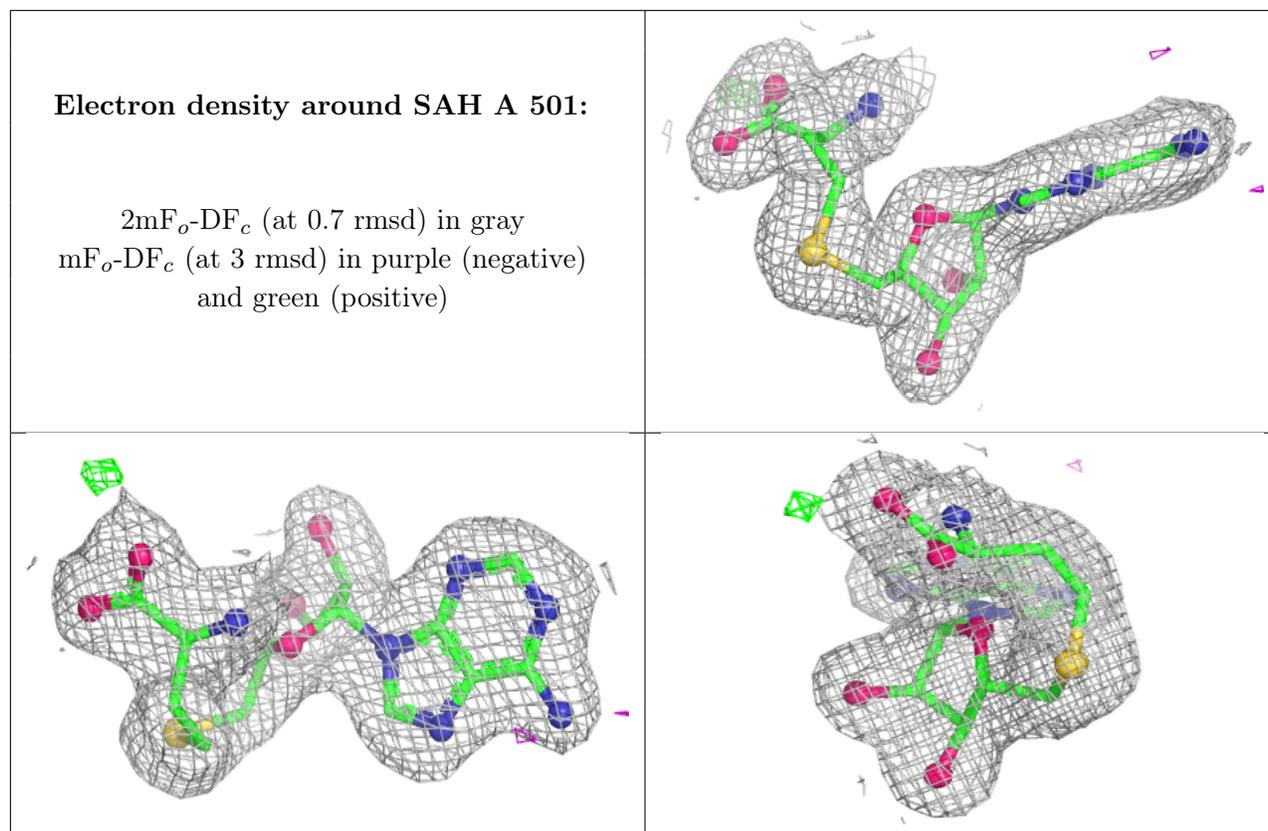 Electron density around SAH A 501:
2mFₒ-DF𝒸 (at 0.7 rmsd) in gray
mFₒ-DF𝒸 (at 3 rmsd) in purple (negative)
and green (positive)